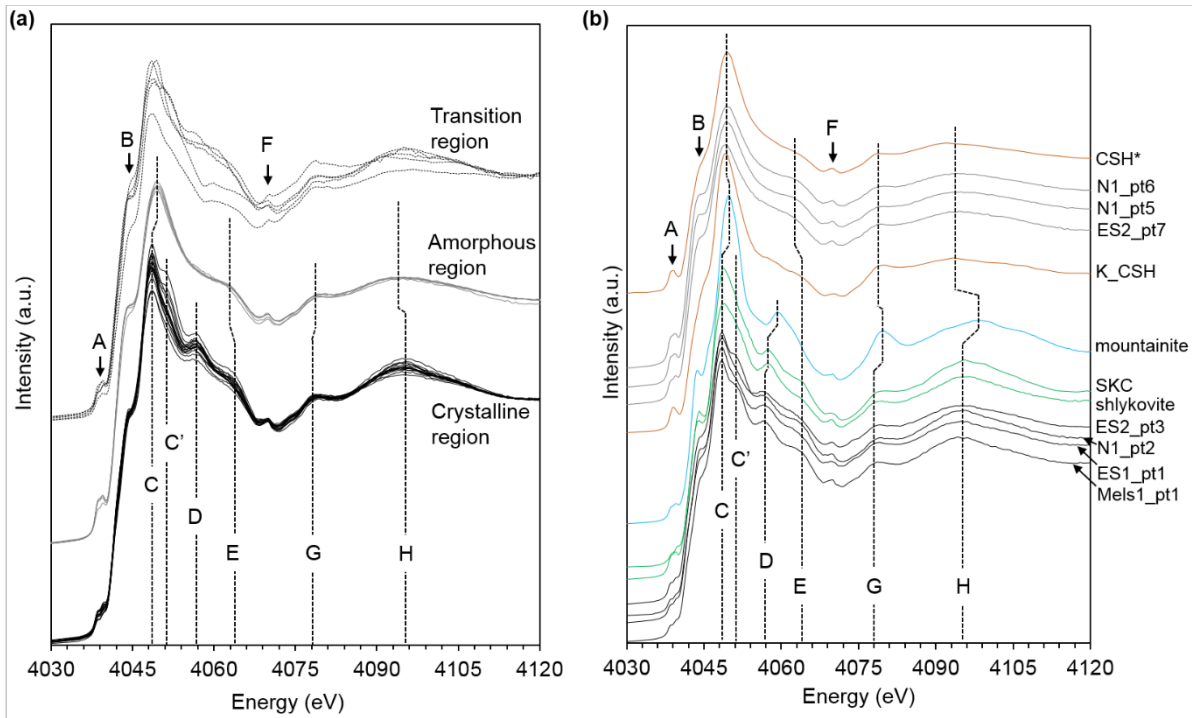 (a)
Intensity (a.u.)
B
F
A
Transition
region
Amorphous
region
Crystalline
region
C'
C
D
E
G
H
4030 4045 4060 4075 4090 4105 4120
Energy (eV)
(b)
Intensity (a.u.)
B
F
A
CSH*
N1_pt6
N1_pt5
ES2_pt7
K_CSH
mountainite
SKC
shlykovite
ES2_pt3
N1_pt2
ES1_pt1
Mels1_pt1
C'
C
D
E
G
H
4030 4045 4060 4075 4090 4105 4120
Energy (eV)